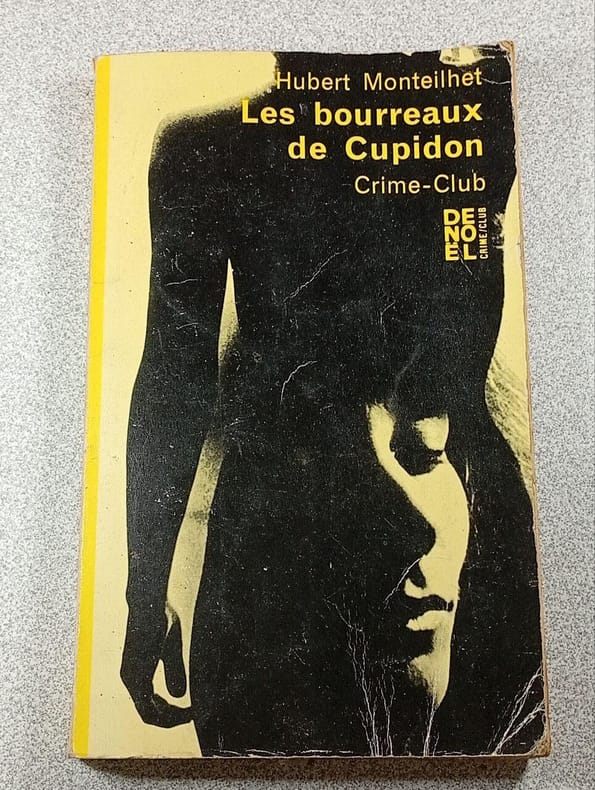 Hubert Monteilhet
Les bourreaux
de Cupidon
Crime-Club
DE
NO
ËL
CRIME/CLUB